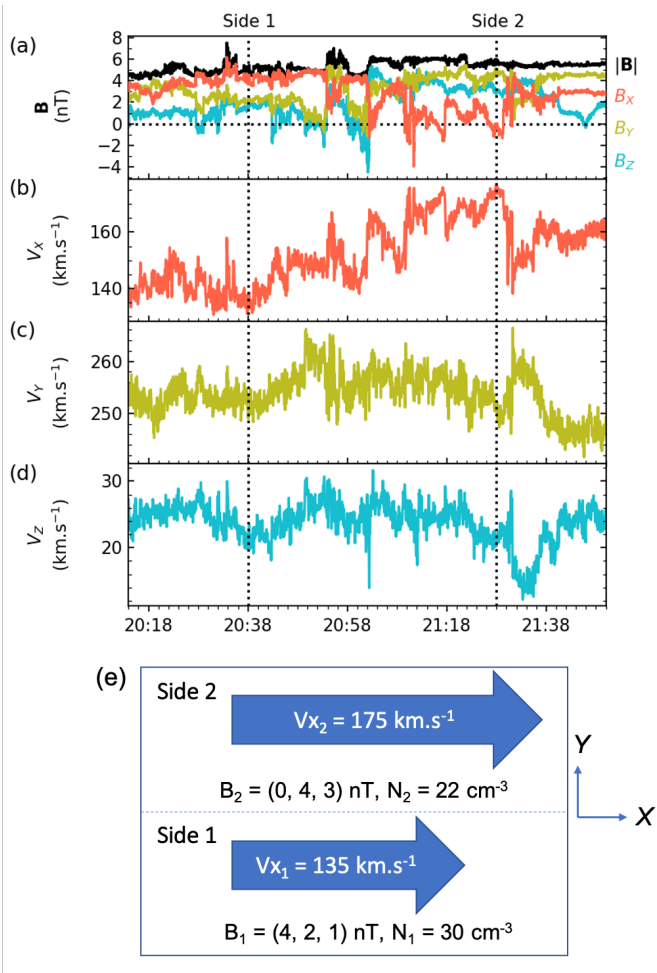 Side 1 Side 2
(a)
8
6
4
2
0
−2
−4
B
(nT)
|B|
B_X
B_Y
B_Z
(b)
160
140
V_X
(km.s⁻¹)
(c)
260
250
V_Y
(km.s⁻¹)
(d)
30
20
V_Z
(km.s⁻¹)
20:18 20:38 20:58 21:18 21:38
(e)
Side 2
Vx₂ = 175 km.s⁻¹
B₂ = (0, 4, 3) nT, N₂ = 22 cm⁻³
Side 1
Vx₁ = 135 km.s⁻¹
B₁ = (4, 2, 1) nT, N₁ = 30 cm⁻³
Y
X